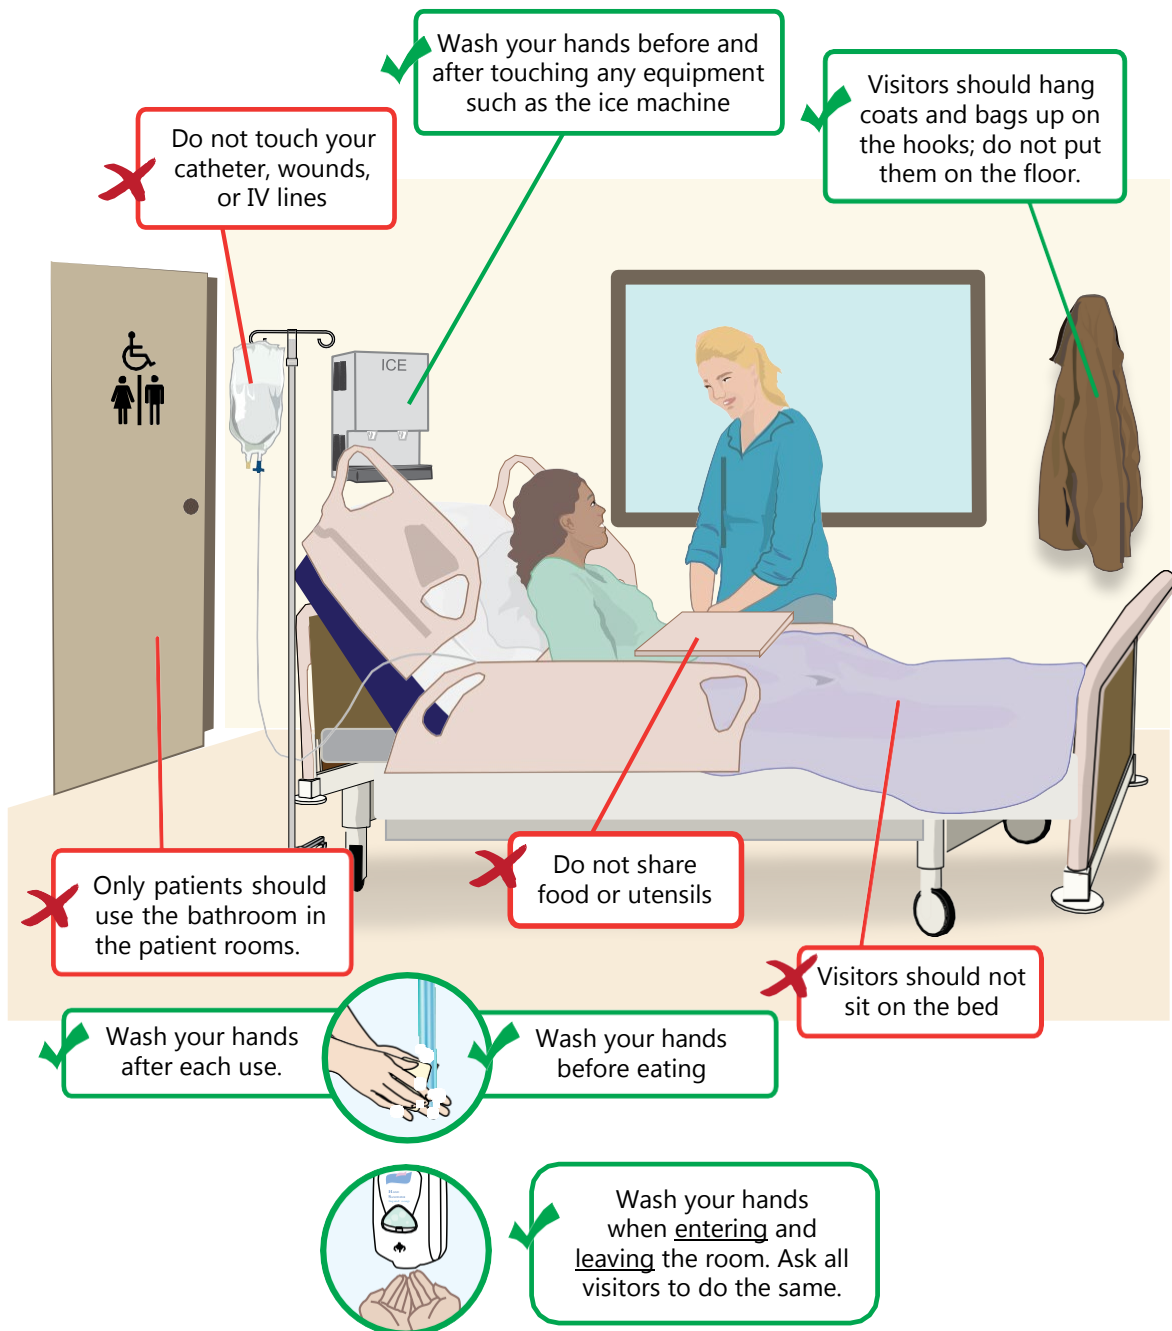 Wash your hands before and
after touching any equipment
such as the ice machine
Visitors should hang
coats and bags up on
the hooks; do not put
them on the floor.
Do not touch your
catheter, wounds,
or IV lines
ICE
Only patients should
use the bathroom in
the patient rooms.
Do not share
food or utensils
Visitors should not
sit on the bed
Wash your hands
after each use.
Wash your hands
before eating
Wash your hands
when entering and
leaving the room. Ask all
visitors to do the same.